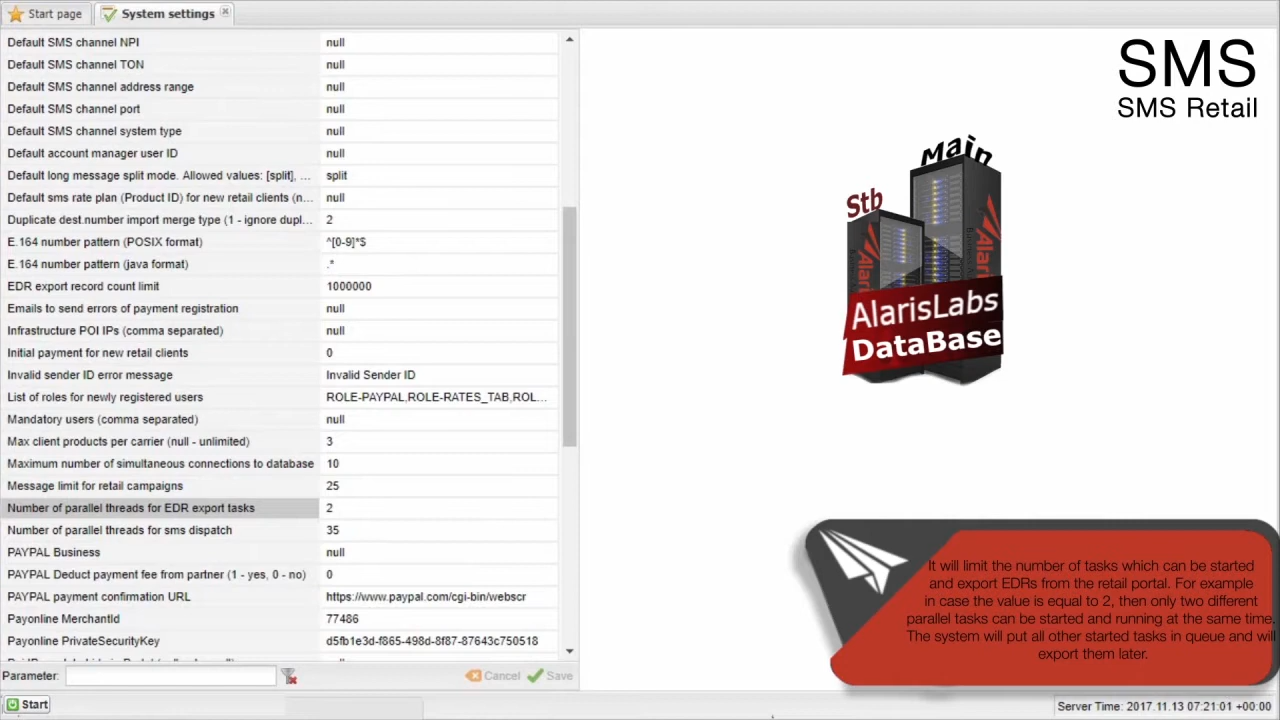 Start page
System settings
Default SMS channel NPI null
Default SMS channel TON null
Default SMS channel address range null
Default SMS channel port null
Default SMS channel system type null
Default account manager user ID null
Default long message split mode. Allowed values: [split], ... split
Default sms rate plan (Product ID) for new retail clients (n... null
Duplicate dest.number import merge type (1 - ignore dupl... 2
E.164 number pattern (POSIX format) ^[0-9]*$
E.164 number pattern (java format) .*
EDR export record count limit 1000000
Emails to send errors of payment registration null
Infrastructure POI IPs (comma separated) null
Initial payment for new retail clients 0
Invalid sender ID error message Invalid Sender ID
List of roles for newly registered users ROLE-PAYPAL,ROLE-RATES_TAB,ROL...
Mandatory users (comma separated) null
Max client products per carrier (null - unlimited) 3
Maximum number of simultaneous connections to database 10
Message limit for retail campaigns 25
Number of parallel threads for EDR export tasks 2
Number of parallel threads for sms dispatch 35
PAYPAL Business null
PAYPAL Deduct payment fee from partner (1 - yes, 0 - no) 0
PAYPAL payment confirmation URL https://www.paypal.com/cgi-bin/webscr
Payonline MerchantId 77486
Payonline PrivateSecurityKey d5fb1e3d-f865-498d-8f87-87643c750518
Parameter:
Cancel
Save
Start
SMS
SMS Retail
Main
Stb
AlarisLabs
DataBase
It will limit the number of tasks which can be started
and export EDRs from the retail portal. For example
in case the value is equal to 2, then only two different
parallel tasks can be started and running at the same time.
The system will put all other started tasks in queue and will
export them later.
Server Time: 2017.11.13 07:21:01 +00:00